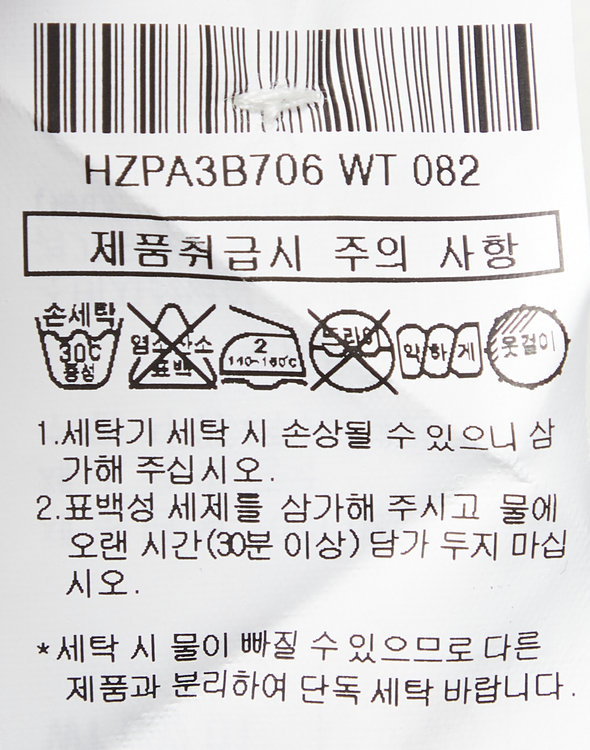 HZPA3B706 WT 082
제품취급시 주의 사항
손세탁
30℃
중성
염소산소
표백
2
140~160℃
드라이
약하게
옷걸이
1.세탁기 세탁 시 손상될 수 있으니 삼
가해 주십시오.
2.표백성 세제를 삼가해 주시고 물에
오랜 시간(30분 이상) 담가 두지 마십
시오.
*세탁 시 물이 빠질 수 있으므로 다른
제품과 분리하여 단독 세탁 바랍니다.